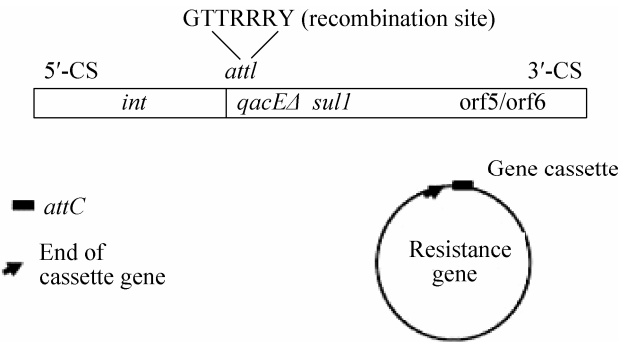 GTTRRRY (recombination site)
5′-CS attl 3′-CS
int qacEΔ sul1 orf5/orf6
Gene cassette
attC
End of
cassette gene
Resistance
gene